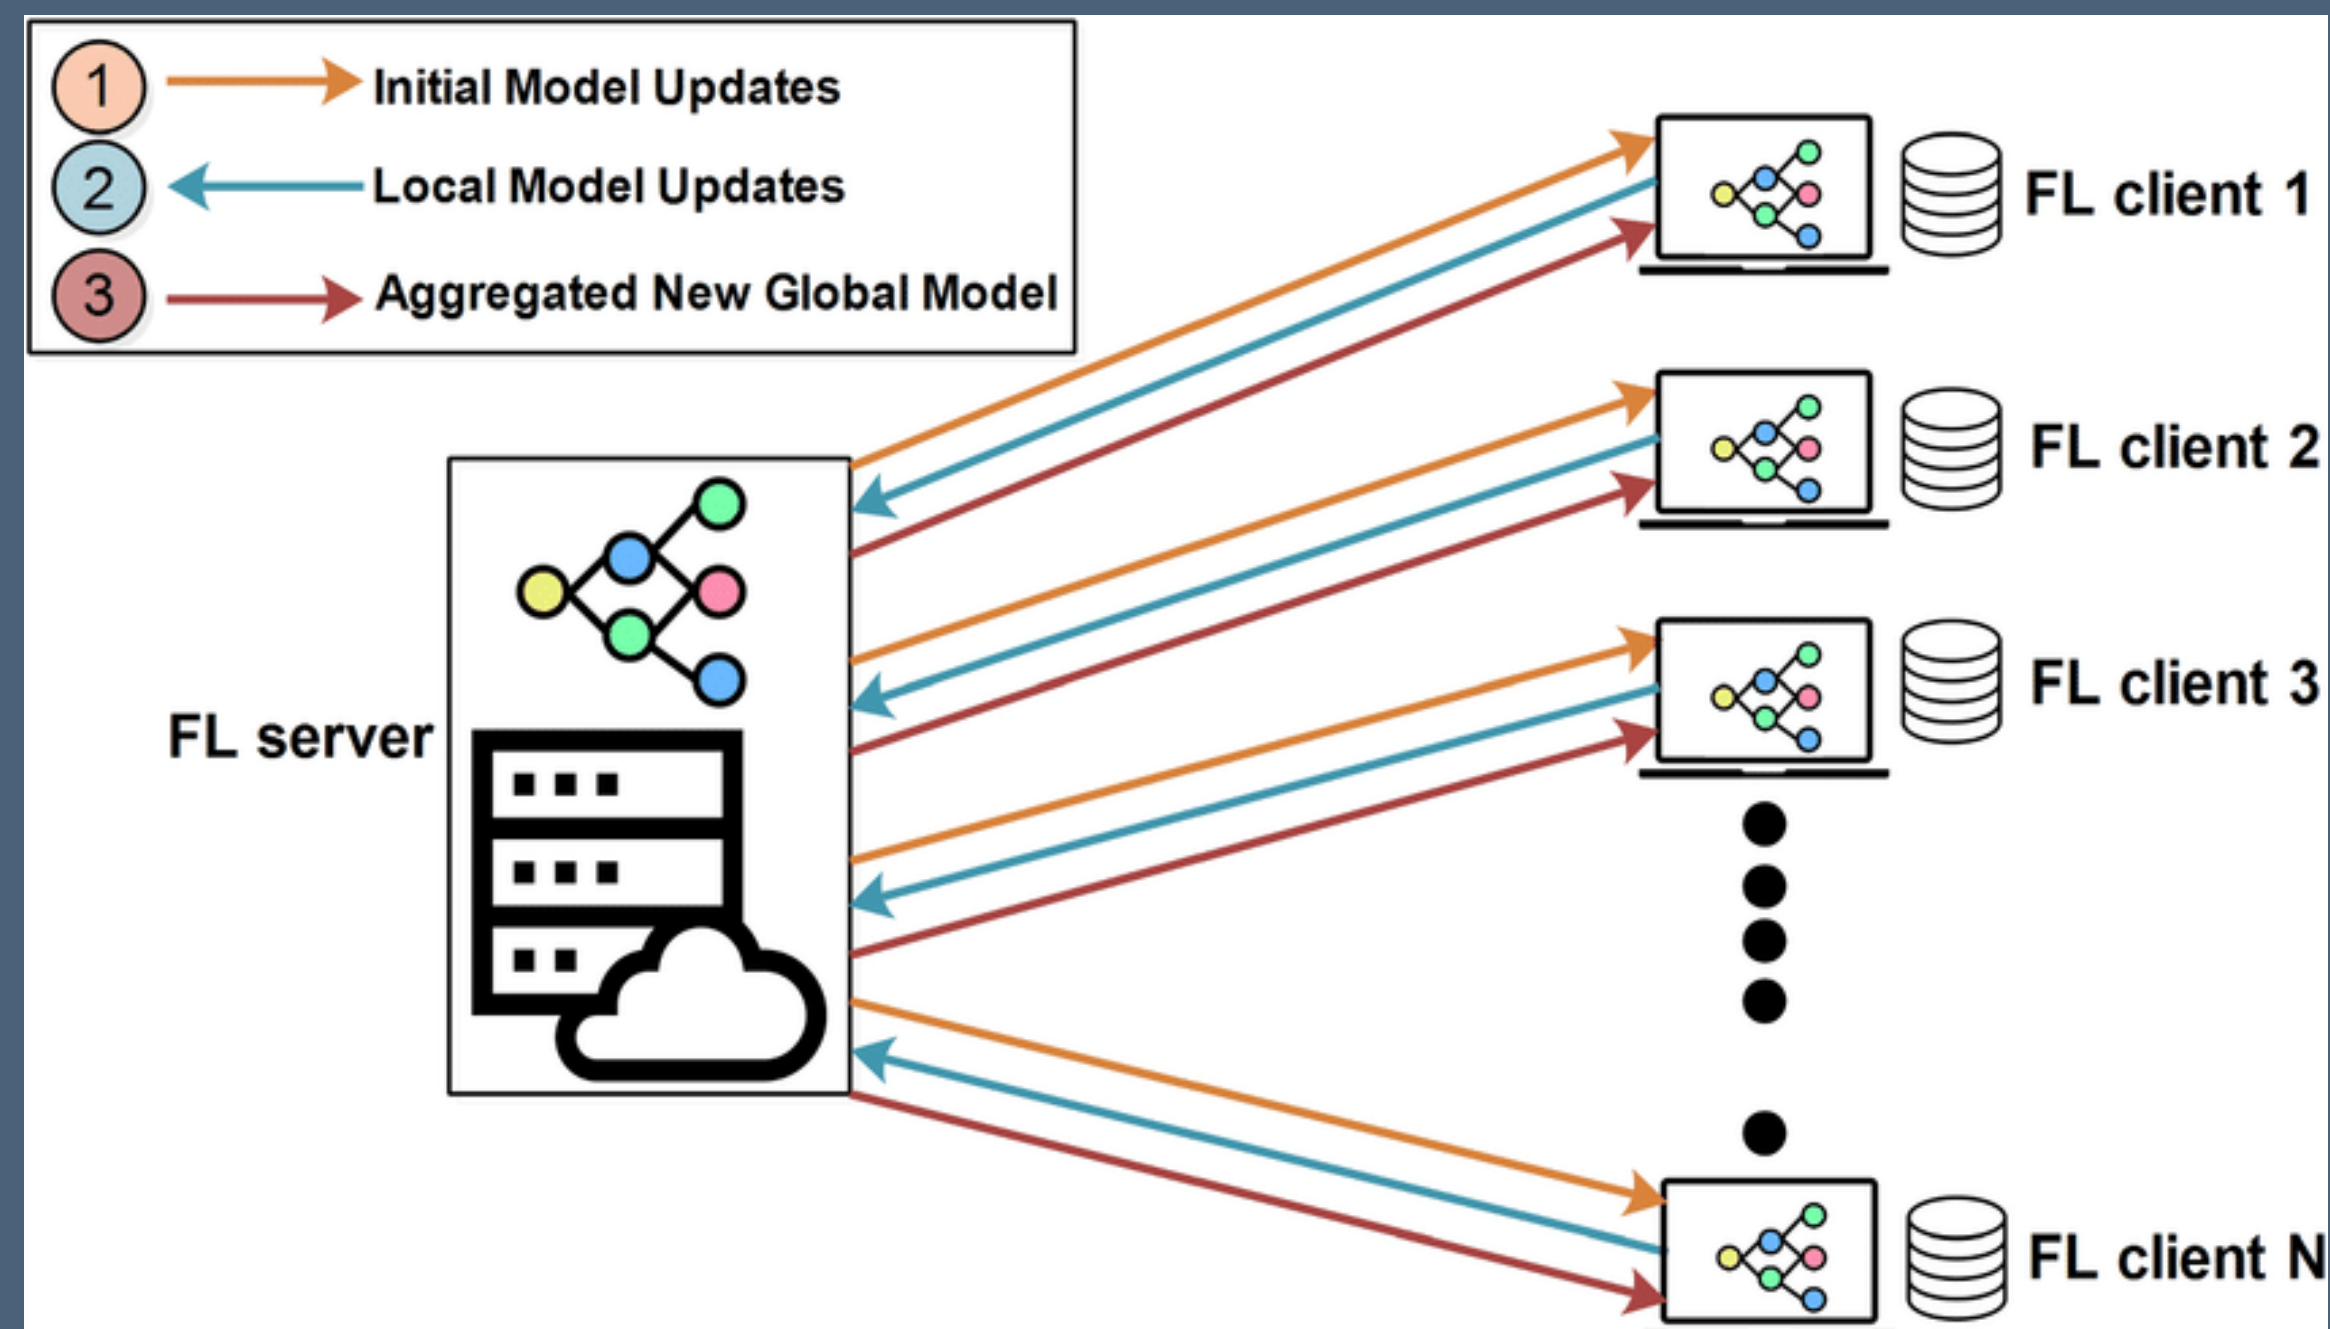 1 Initial Model Updates
2 Local Model Updates
3 Aggregated New Global Model
FL client 1
FL client 2
FL client 3
FL server
FL client N